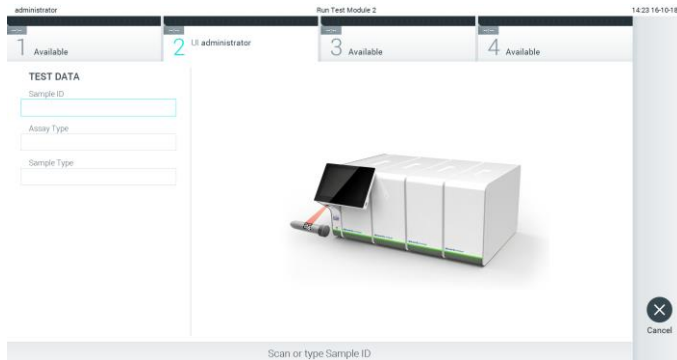 administrator
Run Test Module 2
14:23 16-10-18
--:--
--:--
--:--
--:--
1 Available
2 UI administrator
3 Available
4 Available
TEST DATA
Sample ID
Assay Type
Sample Type
Cancel
Scan or type Sample ID